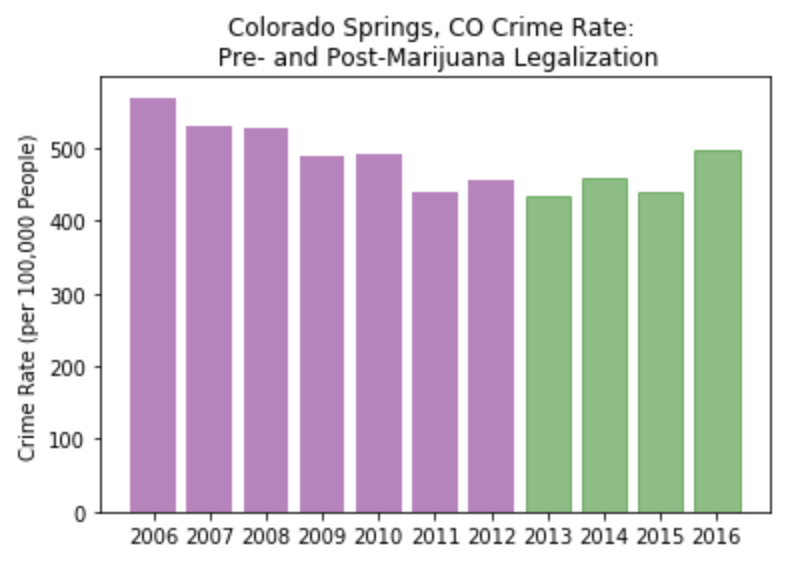 Colorado Springs, CO Crime Rate:
Pre- and Post-Marijuana Legalization
Crime Rate (per 100,000 People)
500
400
300
200
100
0
2006 2007 2008 2009 2010 2011 2012 2013 2014 2015 2016